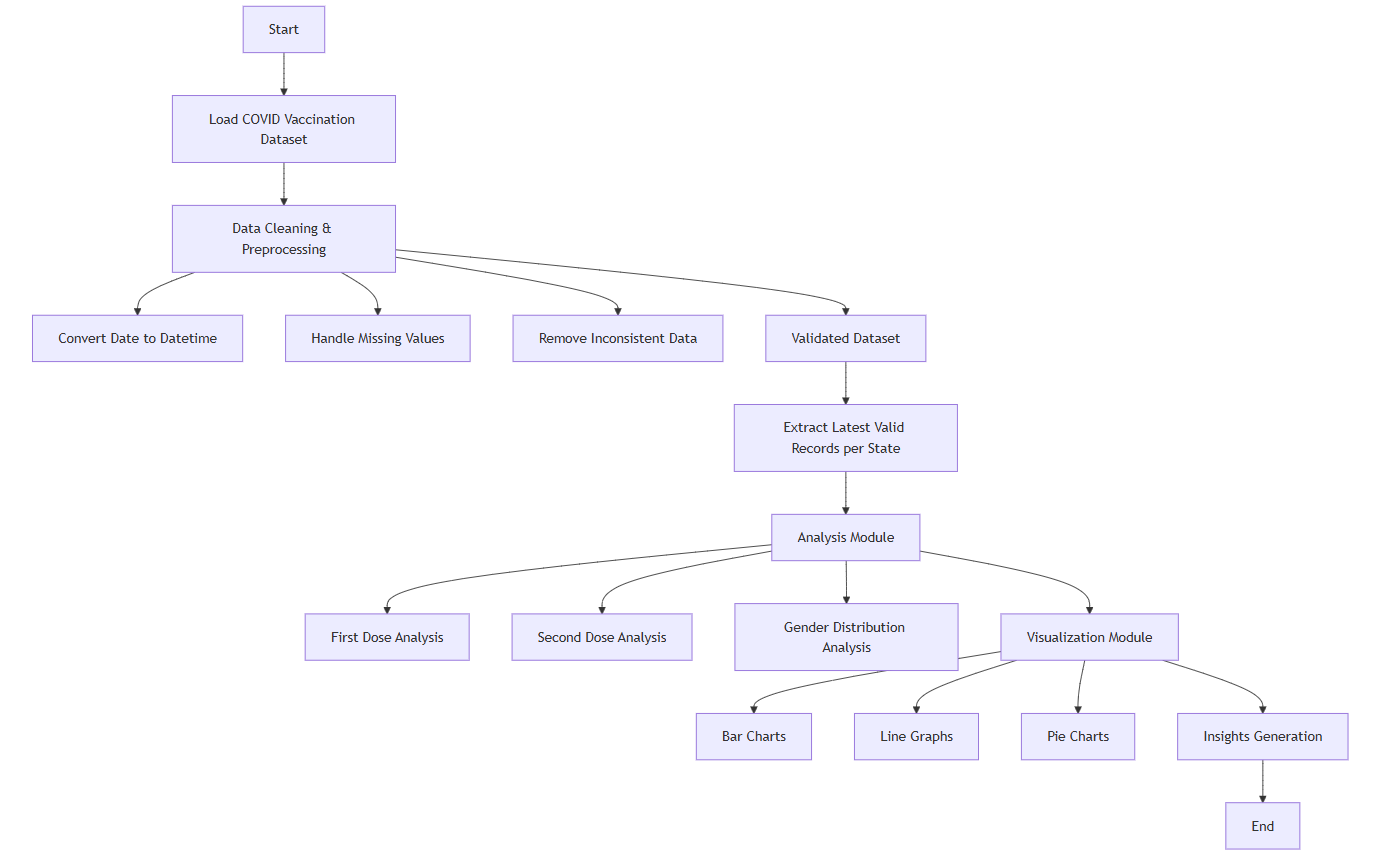 Start
Load COVID Vaccination
Dataset
Data Cleaning &
Preprocessing
Convert Date to Datetime
Handle Missing Values
Remove Inconsistent Data
Validated Dataset
Extract Latest Valid
Records per State
Analysis Module
First Dose Analysis
Second Dose Analysis
Gender Distribution
Analysis
Visualization Module
Bar Charts
Line Graphs
Pie Charts
Insights Generation
End